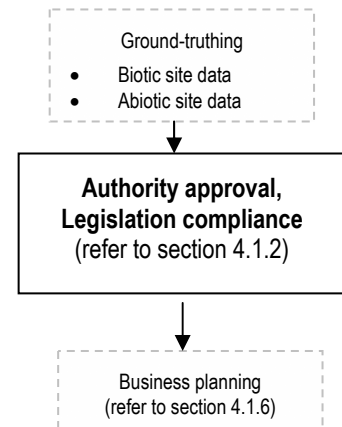 Ground-truthing
• Biotic site data
• Abiotic site data
Authority approval,
Legislation compliance
(refer to section 4.1.2)
Business planning
(refer to section 4.1.6)